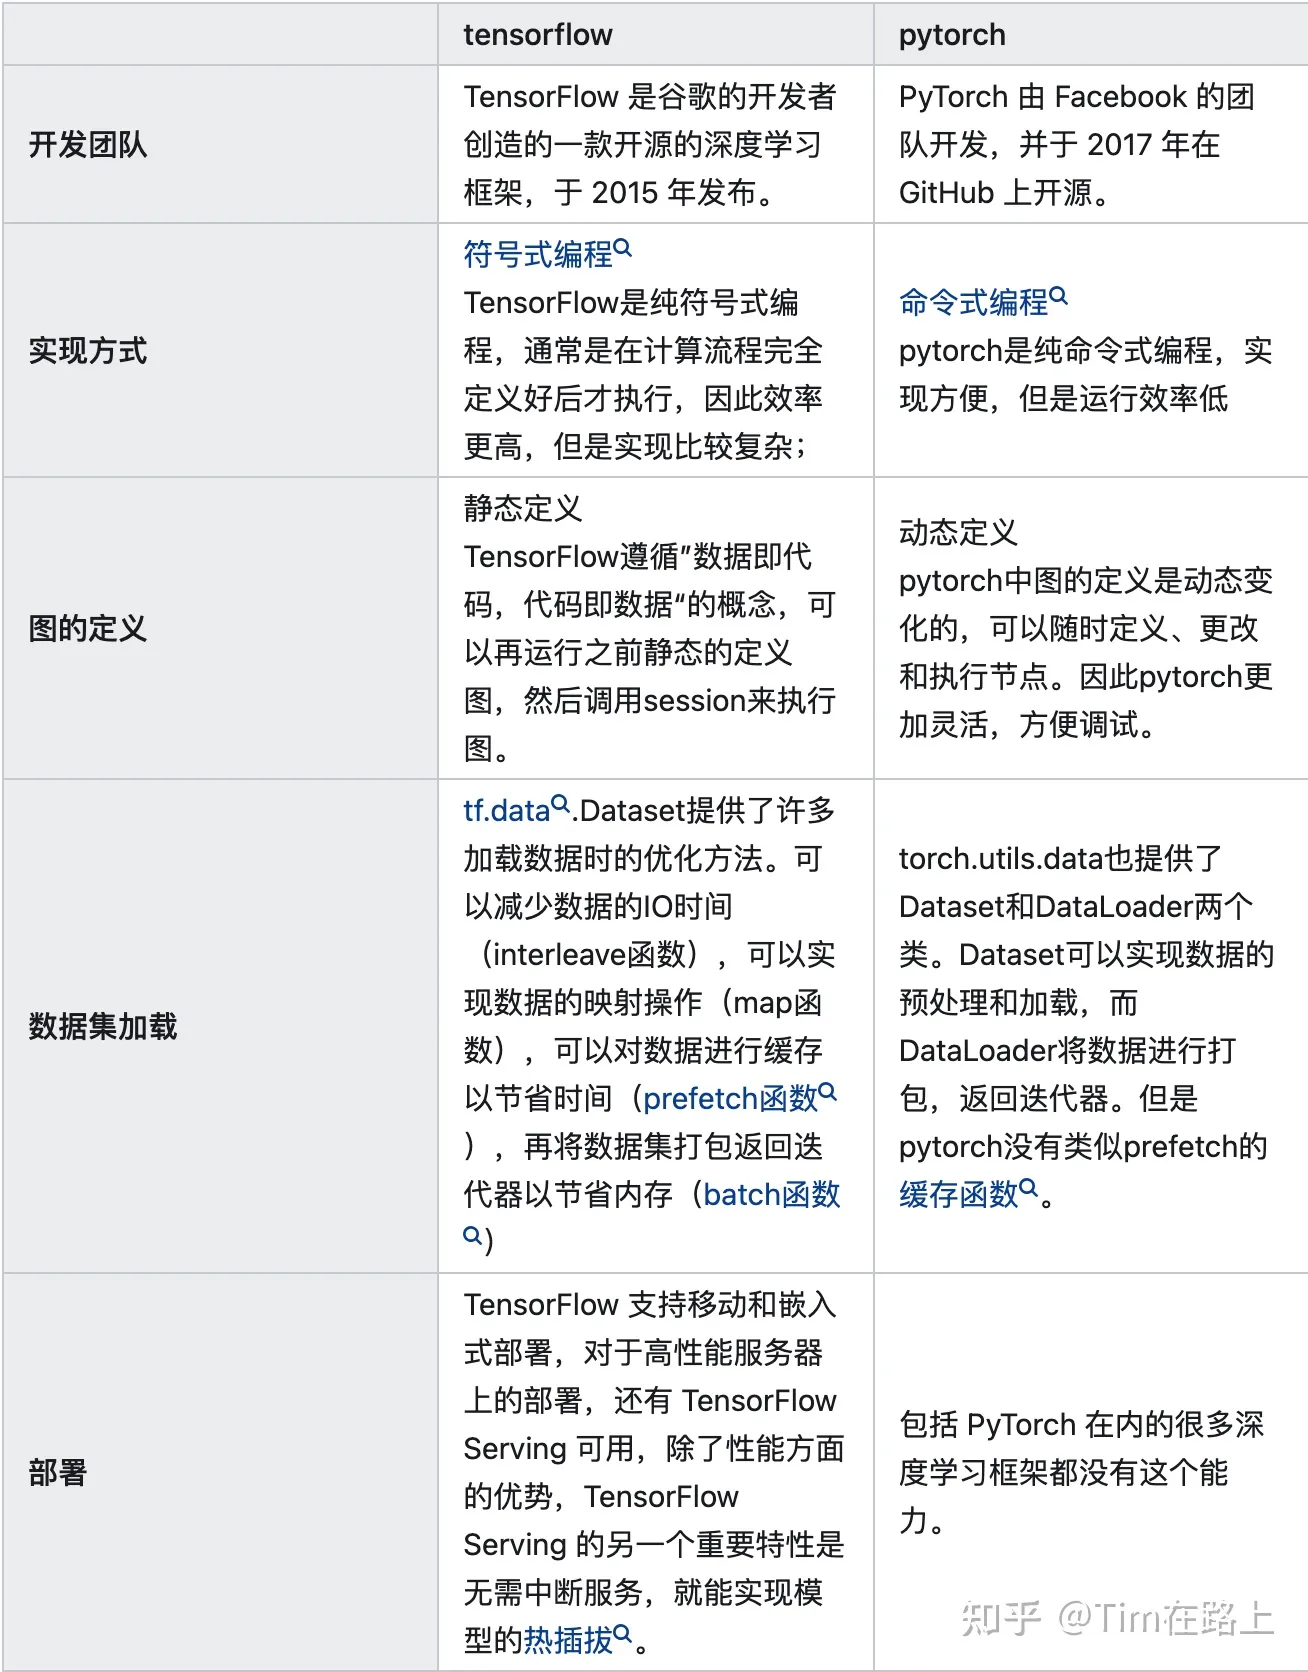 tensorflow
pytorch
开发团队
TensorFlow 是谷歌的开发者
创造的一款开源的深度学习
框架，于 2015 年发布。
PyTorch 由 Facebook 的团
队开发，并于 2017 年在
GitHub 上开源。
实现方式
符号式编程
TensorFlow是纯符号式编
程，通常是在计算流程完全
定义好后才执行，因此效率
更高，但是实现比较复杂；
命令式编程
pytorch是纯命令式编程，实
现方便，但是运行效率低
图的定义
静态定义
TensorFlow遵循”数据即代
码，代码即数据“的概念，可
以再运行之前静态的定义
图，然后调用session来执行
图。
动态定义
pytorch中图的定义是动态变
化的，可以随时定义、更改
和执行节点。因此pytorch更
加灵活，方便调试。
数据集加载
tf.data.Dataset提供了许多
加载数据时的优化方法。可
以减少数据的IO时间
（interleave函数），可以实
现数据的映射操作（map函
数），可以对数据进行缓存
以节省时间（prefetch函数
），再将数据集打包返回迭
代器以节省内存（batch函数
)
torch.utils.data也提供了
Dataset和DataLoader两个
类。Dataset可以实现数据的
预处理和加载，而
DataLoader将数据进行打
包，返回迭代器。但是
pytorch没有类似prefetch的
缓存函数。
部署
TensorFlow 支持移动和嵌入
式部署，对于高性能服务器
上的部署，还有 TensorFlow
Serving 可用，除了性能方面
的优势，TensorFlow
Serving 的另一个重要特性是
无需中断服务，就能实现模
型的热插拔。
包括 PyTorch 在内的很多深
度学习框架都没有这个能
力。
知乎 @Tim在路上